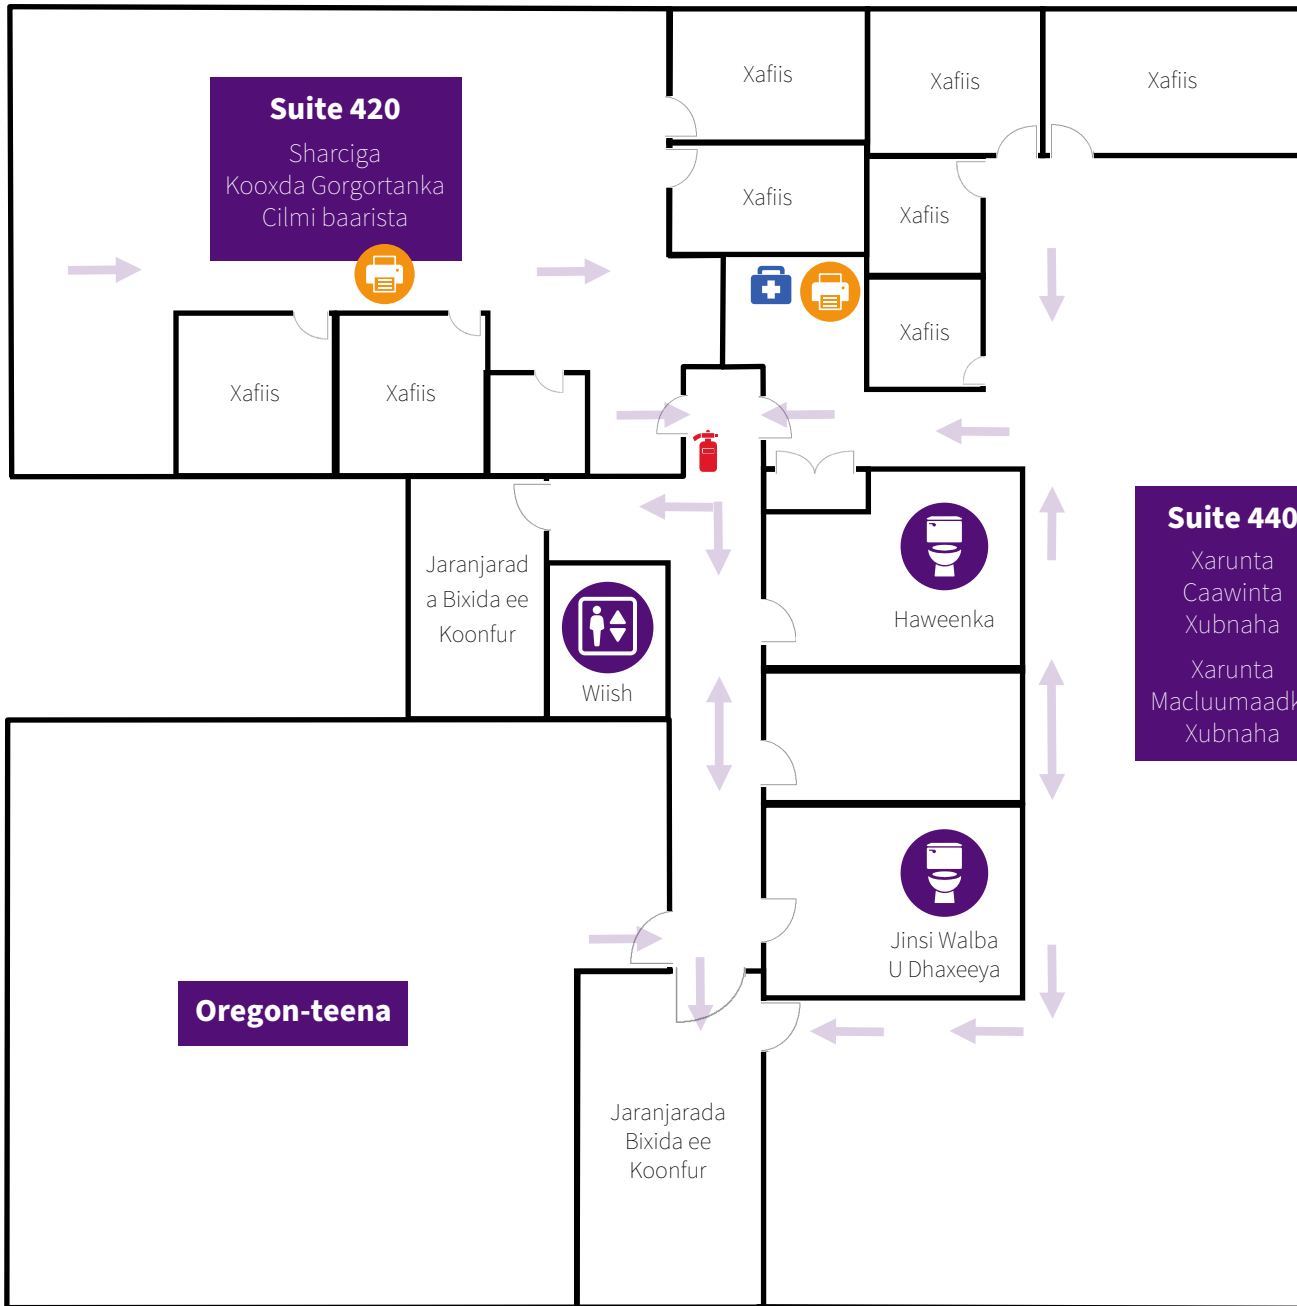 Xafiis
Xafiis
Xafiis
Suite 420
Sharciga
Kooxda Gorgortanka
Cilmi baarista
Xafiis
Xafiis
Xafiis
Xafiis
Xafiis
Suite 440
Xarunta
Caawinta
Xubnaha
Xarunta
Xubnaha
Jaranjarad
a Bixida ee
Koonfur
Haweenka
Wiish
Jinsi Walba
U Dhaxeeya
Oregon-teena
Jaranjarada
Bixida ee
Koonfur